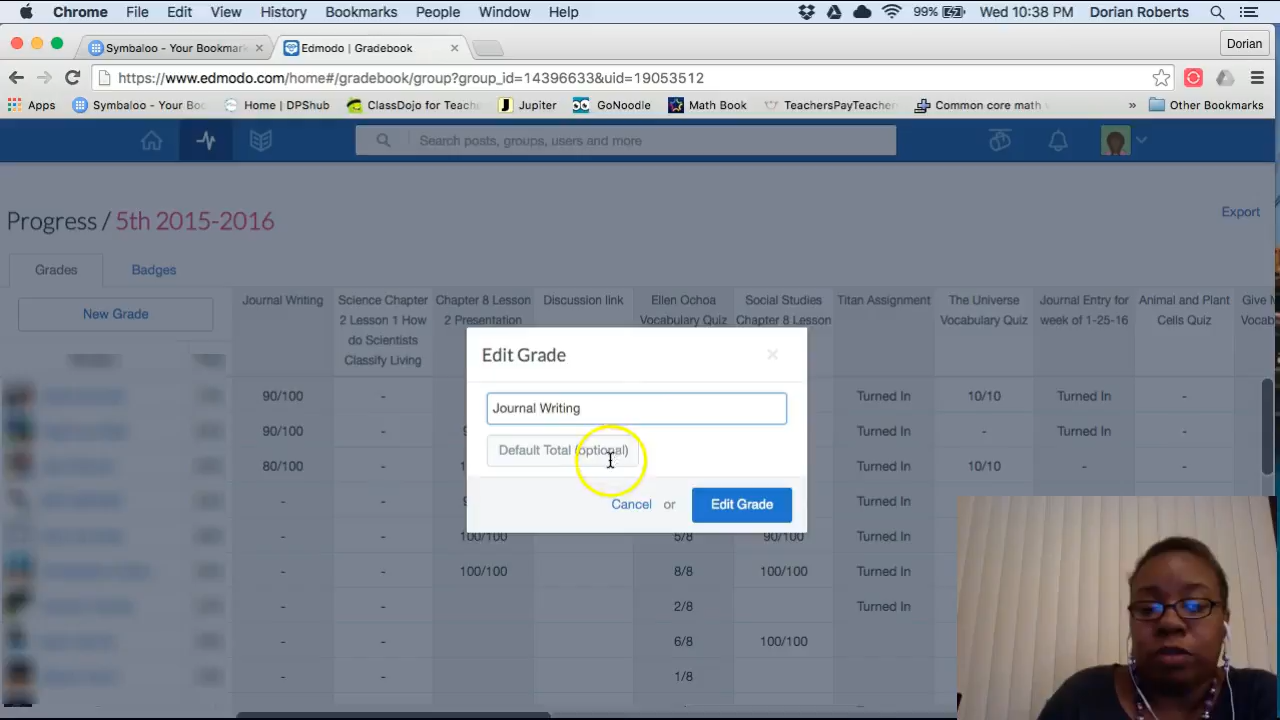 Chrome File Edit View History Bookmarks People Window Help 99% Wed 10:38 PM Dorian Roberts
Symbaloo - Your Bookmar Edmodo | Gradebook Dorian
https://www.edmodo.com/home#/gradebook/group?group_id=14396633&uid=19053512
Apps Symbaloo - Your Bo Home | DPShub ClassDojo for Teach Jupiter GoNoodle Math Book TeachersPayTeacher Common core math » Other Bookmarks
Search posts, groups, users and more
Progress / 5th 2015-2016
Export
Grades Badges
New Grade
Journal Writing
Science Chapter
2 Lesson 1 How
do Scientists
Classify Living
Chapter 8 Lesson
2 Presentation
Discussion link
Ellen Ochoa
Vocabulary Quiz
Social Studies
Chapter 8 Lesson
Titan Assignment
The Universe
Vocabulary Quiz
Journal Entry for
week of 1-25-16
Animal and Plant
Cells Quiz
Give M
Vocabu
Edit Grade
Journal Writing
Default Total (optional)
Cancel or Edit Grade
90/100 - Turned In 10/10 Turned In -
90/100 - Turned In - Turned In -
80/100 - Turned In 10/10 - -
- - Turned In
- - 100/100 5/8 90/100 Turned In
- - 100/100 8/8 100/100 Turned In
- - 2/8 Turned In
- - 6/8 100/100
- - 1/8